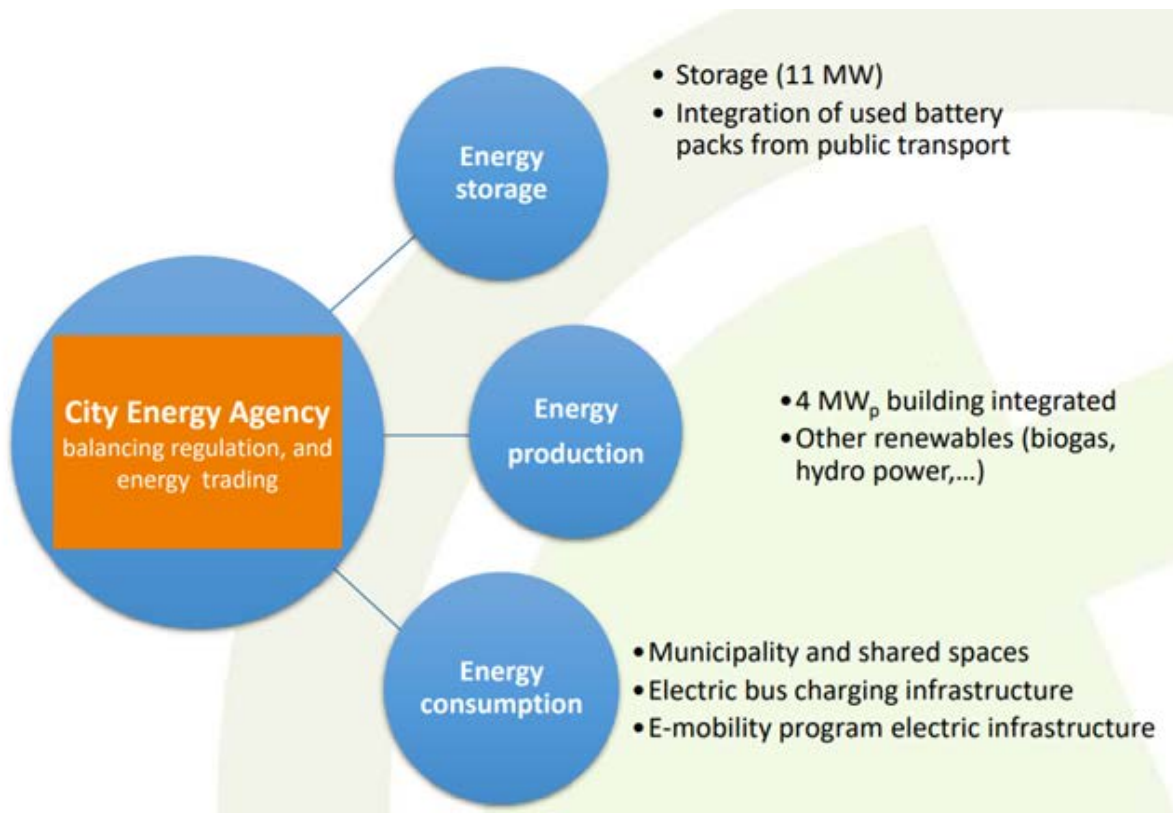 • Storage (11 MW)
• Integration of used battery
packs from public transport
Energy
storage
City Energy Agency
balancing regulation, and
energy trading
Energy
production
•4 MWp building integrated
•Other renewables (biogas,
hydro power,...)
Energy
consumption
•Municipality and shared spaces
•Electric bus charging infrastructure
•E-mobility program electric infrastructure